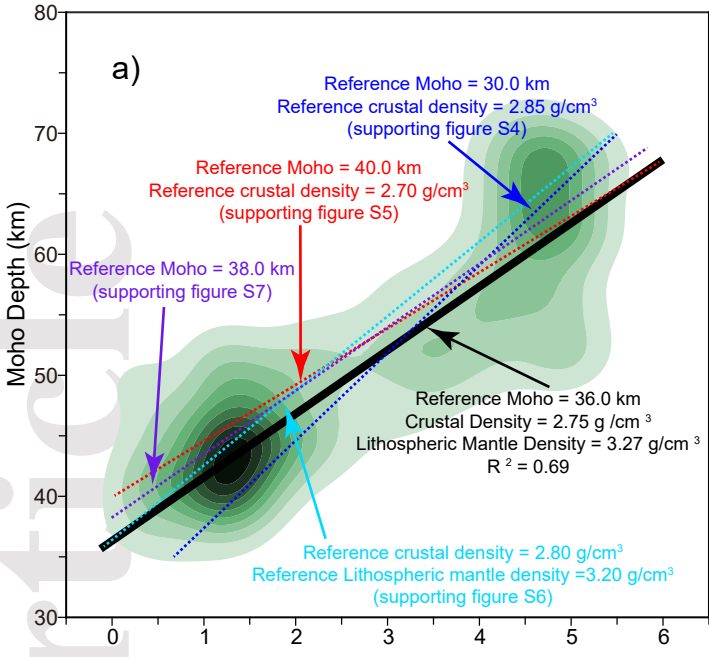 80
70
60
50
40
30
Moho Depth (km)
a)
Reference Moho = 30.0 km
Reference crustal density = 2.85 g/cm³
(supporting figure S4)
Reference Moho = 40.0 km
Reference crustal density = 2.70 g/cm³
(supporting figure S5)
Reference Moho = 38.0 km
(supporting figure S7)
Reference Moho = 36.0 km
Crustal Density = 2.75 g /cm ³
Lithospheric Mantle Density = 3.27 g/cm ³
R ² = 0.69
Reference crustal density = 2.80 g/cm³
Reference Lithospheric mantle density =3.20 g/cm³
(supporting figure S6)
0 1 2 3 4 5 6
rticle